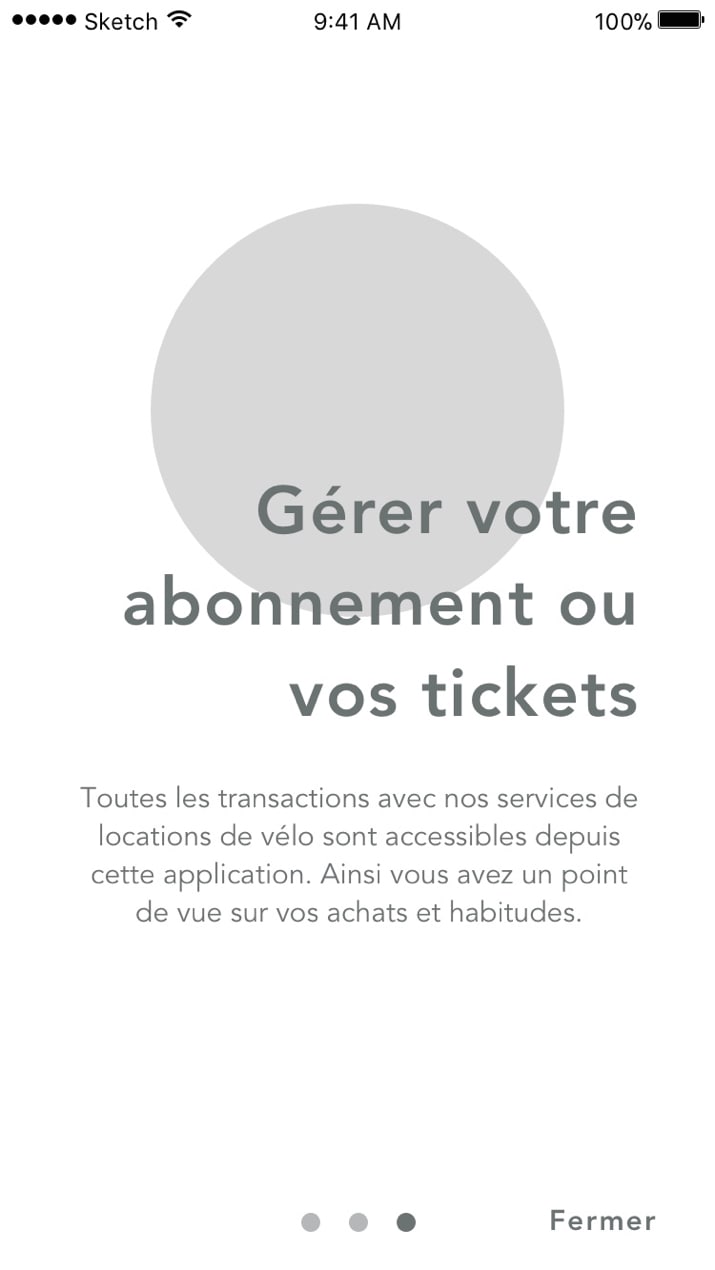 Sketch 9:41 AM 100%
Gérer votre
abonnement ou
vos tickets
Toutes les transactions avec nos services de
locations de vélo sont accessibles depuis
cette application. Ainsi vous avez un point
de vue sur vos achats et habitudes.
Fermer